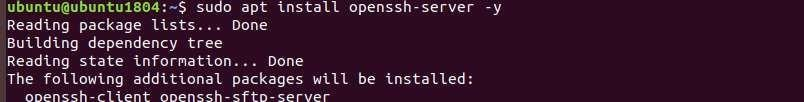 ubuntu@ubuntu1804:~$ sudo apt install openssh-server -y
Reading package lists... Done
Building dependency tree
Reading state information... Done
The following additional packages will be installed:
  openssh-client openssh-sftp-server